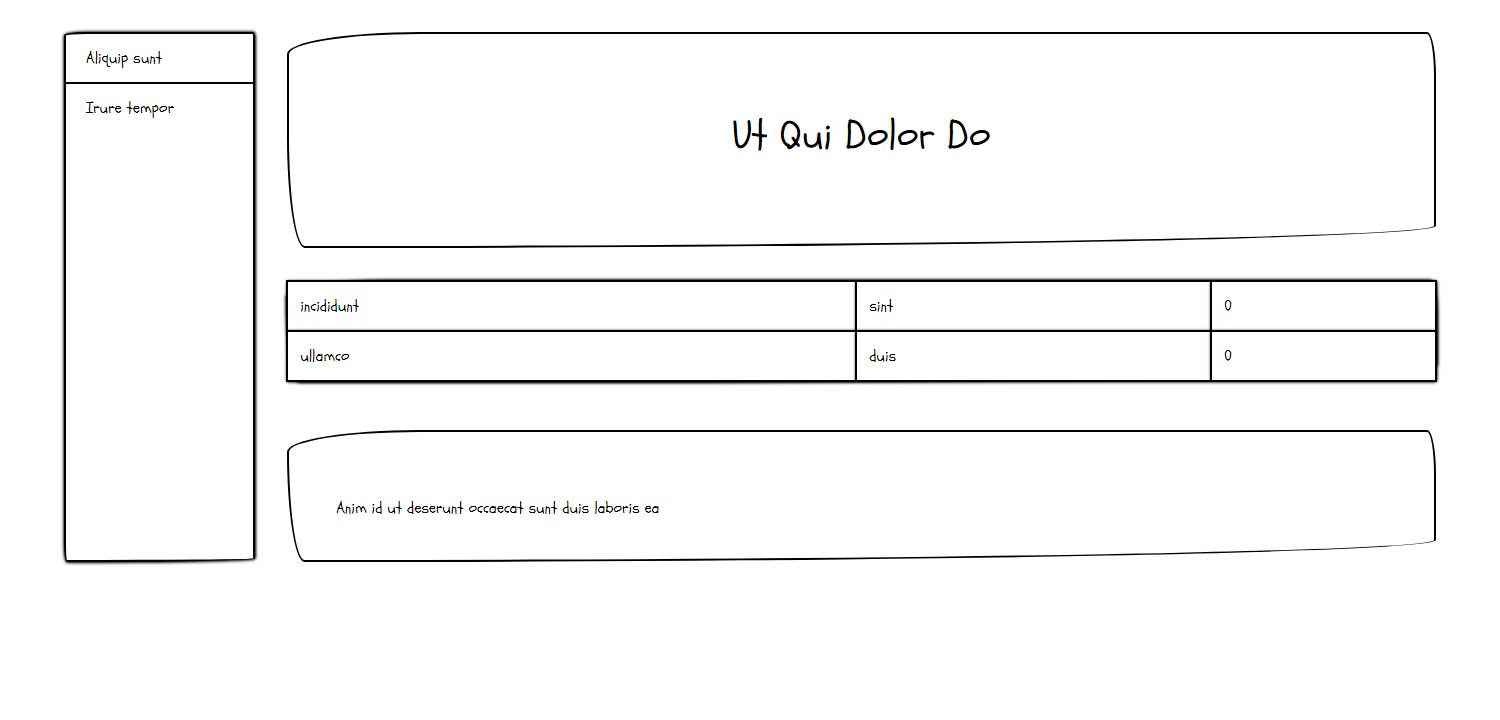 Aliquip sunt
Irure tempor
Ut Qui Dolor Do
incididunt sint 0
ullamco duis 0
Anim id ut deserunt occaecat sunt duis laboris ea